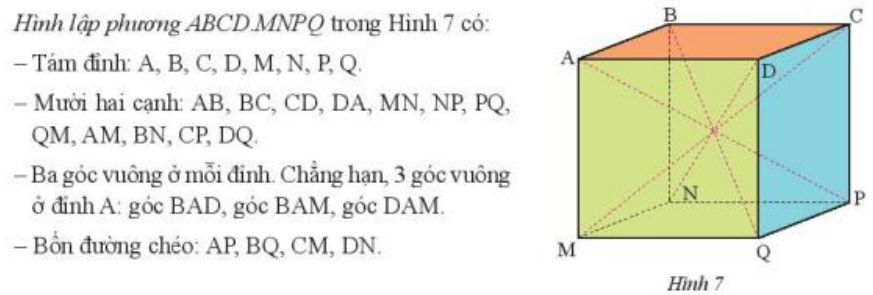 Hình lập phương ABCD.MNPQ trong Hình 7 có:
– Tám đỉnh: A, B, C, D, M, N, P, Q.
– Mười hai cạnh: AB, BC, CD, DA, MN, NP, PQ,
QM, AM, BN, CP, DQ.
– Ba góc vuông ở mỗi đỉnh. Chẳng hạn, 3 góc vuông
ở đỉnh A: góc BAD, góc BAM, góc DAM.
– Bốn đường chéo: AP, BQ, CM, DN.
B
C
A
D
N
P
M
Q
Hình 7